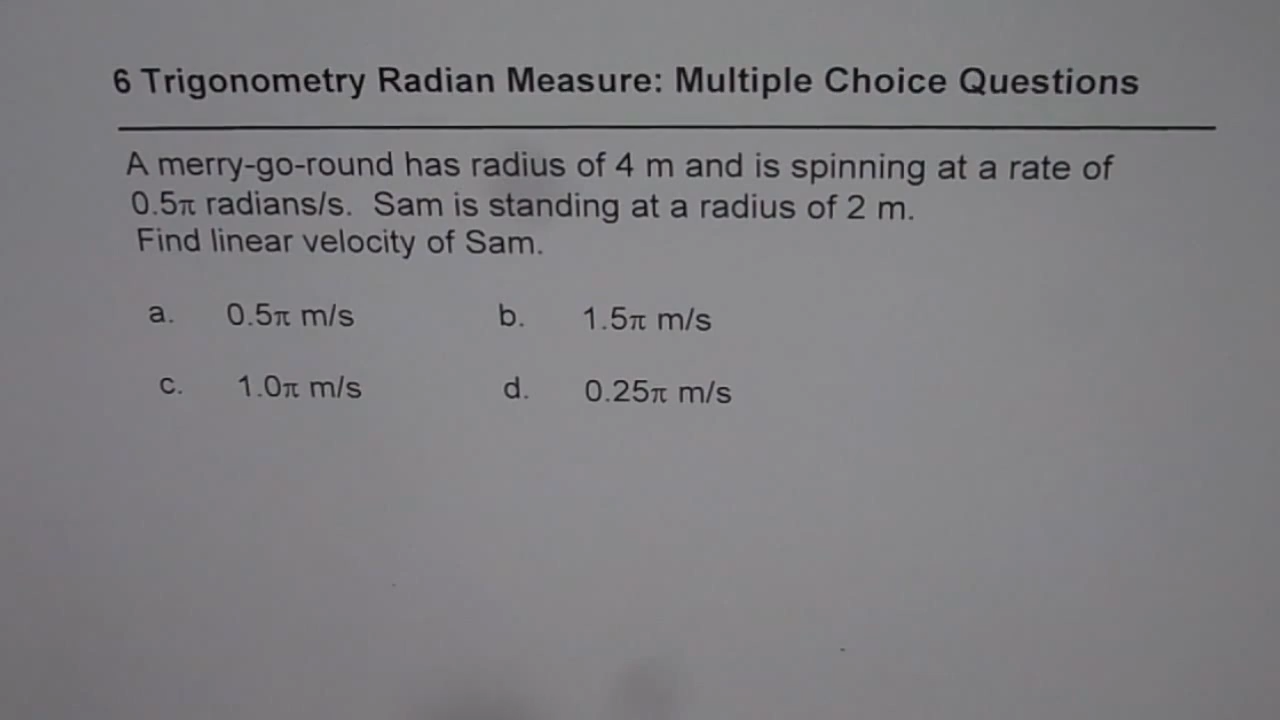 6 Trigonometry Radian Measure: Multiple Choice Questions
A merry-go-round has radius of 4 m and is spinning at a rate of
0.5π radians/s. Sam is standing at a radius of 2 m.
Find linear velocity of Sam.
a. 0.5π m/s b. 1.5π m/s
c. 1.0π m/s d. 0.25π m/s